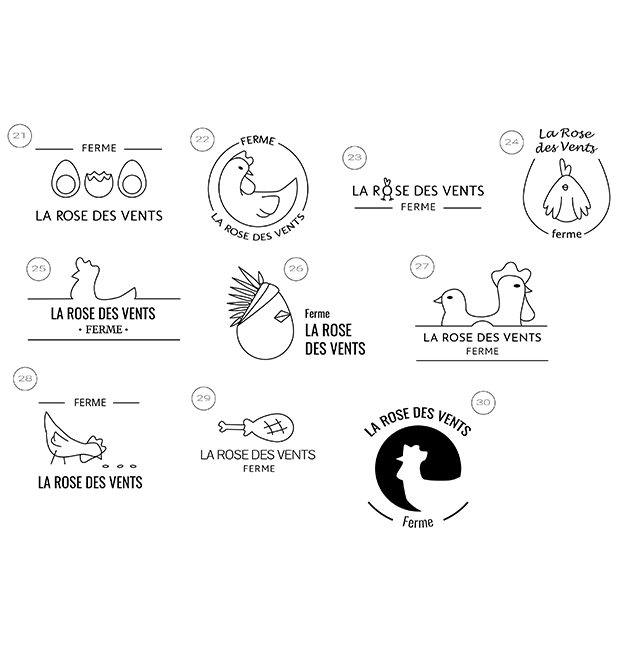 21
FERME
LA ROSE DES VENTS
22
FERME
LA ROSE DES VENTS
23
LA ROSE DES VENTS
FERME
24
La Rose
des Vents
ferme
25
LA ROSE DES VENTS
• FERME •
26
Ferme
LA ROSE
DES VENTS
27
LA ROSE DES VENTS
FERME
28
FERME
LA ROSE DES VENTS
29
LA ROSE DES VENTS
FERME
30
LA ROSE DES VENTS
Ferme